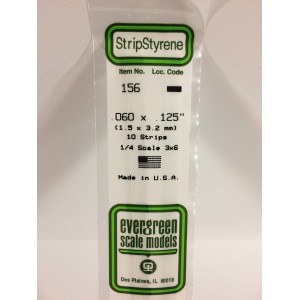 StripStyrene
Item No. Loc. Code
156
.060 x .125"
(1.5 x 3.2 mm)
10 Strips
1/4 Scale 3x6
Made in U.S.A.
evergreen
scale models
Des Plaines, IL 60018